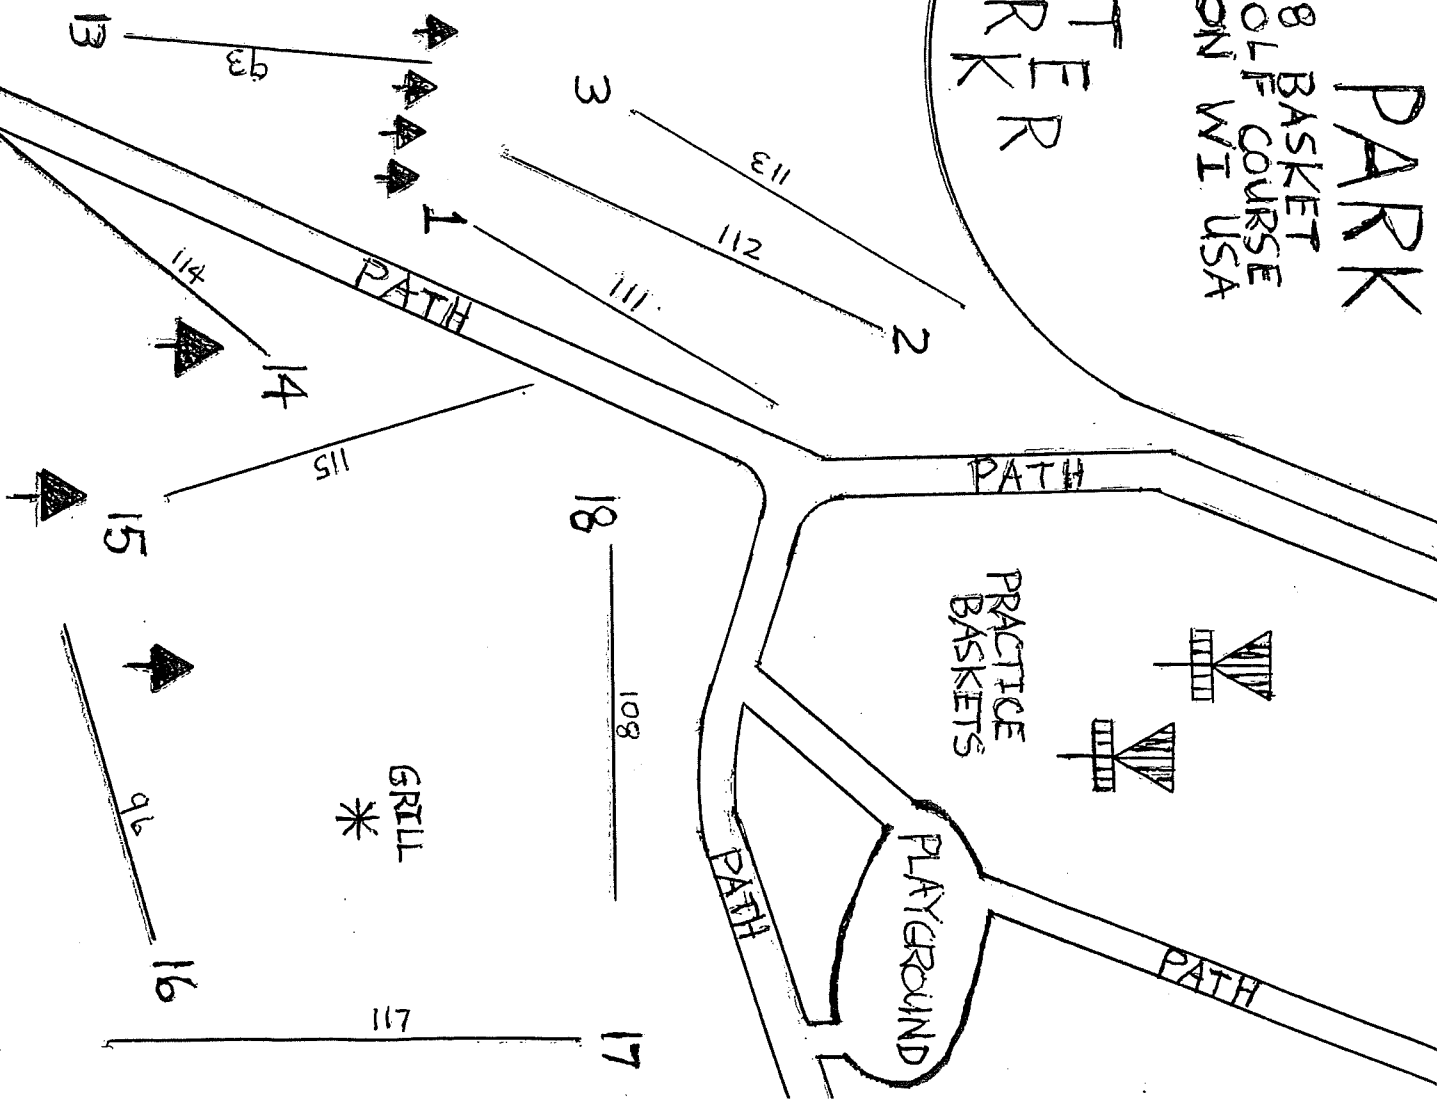 PARK
8 BASKET
OLF COURSE
ON WI USA
TER
RK
PRACTICE
BASKETS
PATH
PATH
PLAYGROUND
PATH
PATH
GRILL
1
111
2
112
3
113
13
93
14
114
15
115
16
96
17
117
18
108